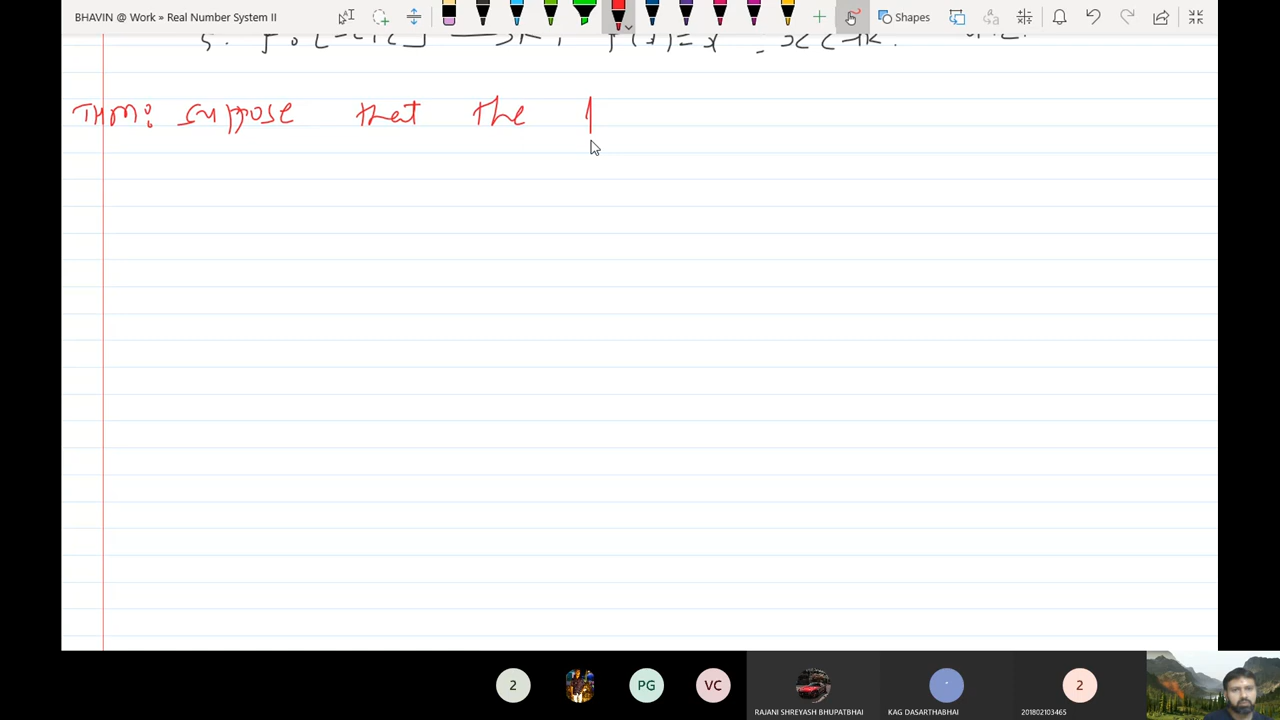 BHAVIN @ Work » Real Number System II
Shapes
THM: suppose that the
2
PG
VC
2
RAJANI SHREYASH BHUPATBHAI
KAG DASARTHABHAI
201802103465